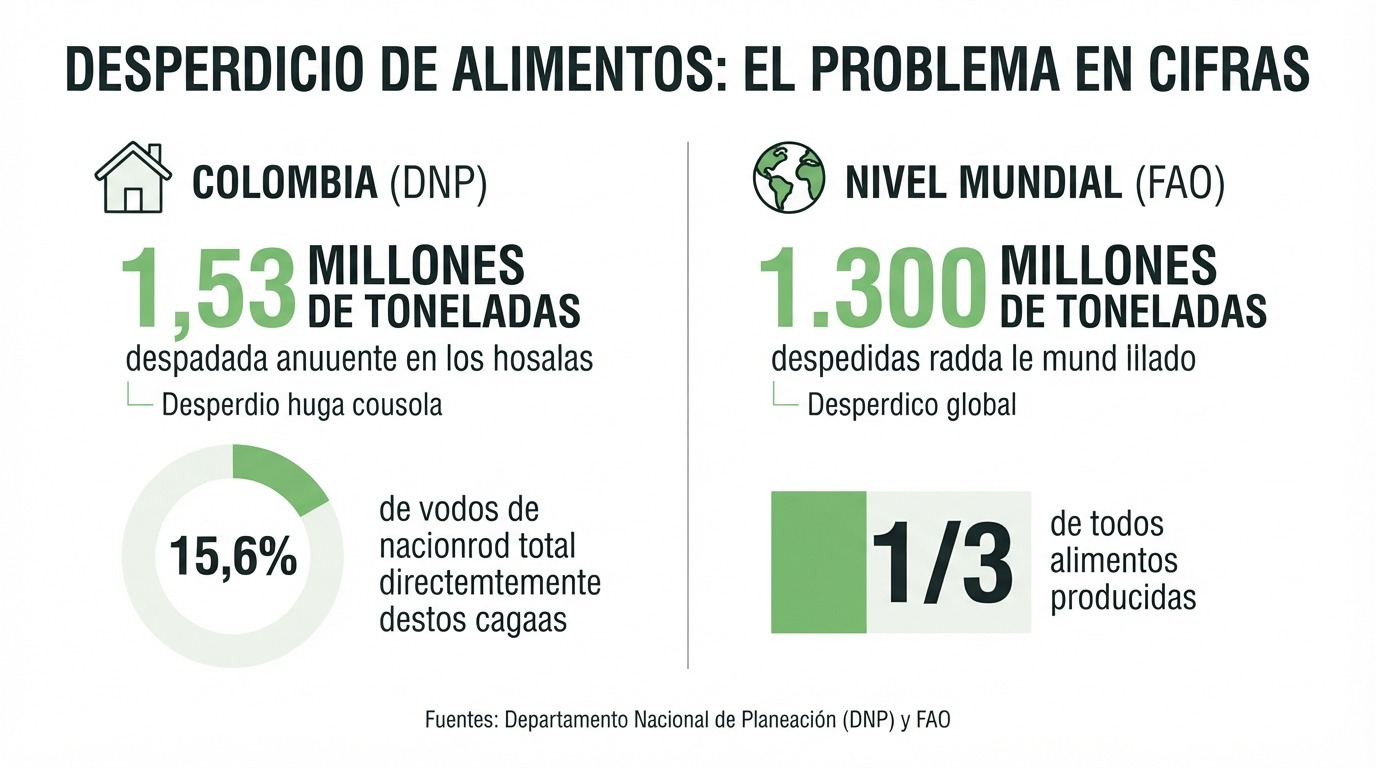 DESPERDICIO DE ALIMENTOS: EL PROBLEMA EN CIFRAS
COLOMBIA (DNP)
1,53 MILLONES
DE TONELADAS
despadada anuuente en los hosalas
Desperdio huga cousola
15,6%
de vodos de
nacionrod total
directemtemente
destos cagaas
NIVEL MUNDIAL (FAO)
1.300 MILLONES
DE TONELADAS
despedidas radda le mund lilado
Desperdico global
1/3
de todos
alimentos
producidas
Fuentes: Departamento Nacional de Planeación (DNP) y FAO